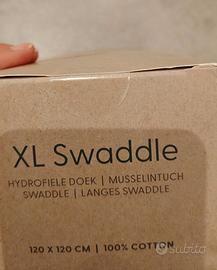 XL Swaddle
HYDROFIELE DOEK | MUSSELINTUCH
SWADDLE | LANGES SWADDLE
120 X 120 CM | 100% COTTON
subito